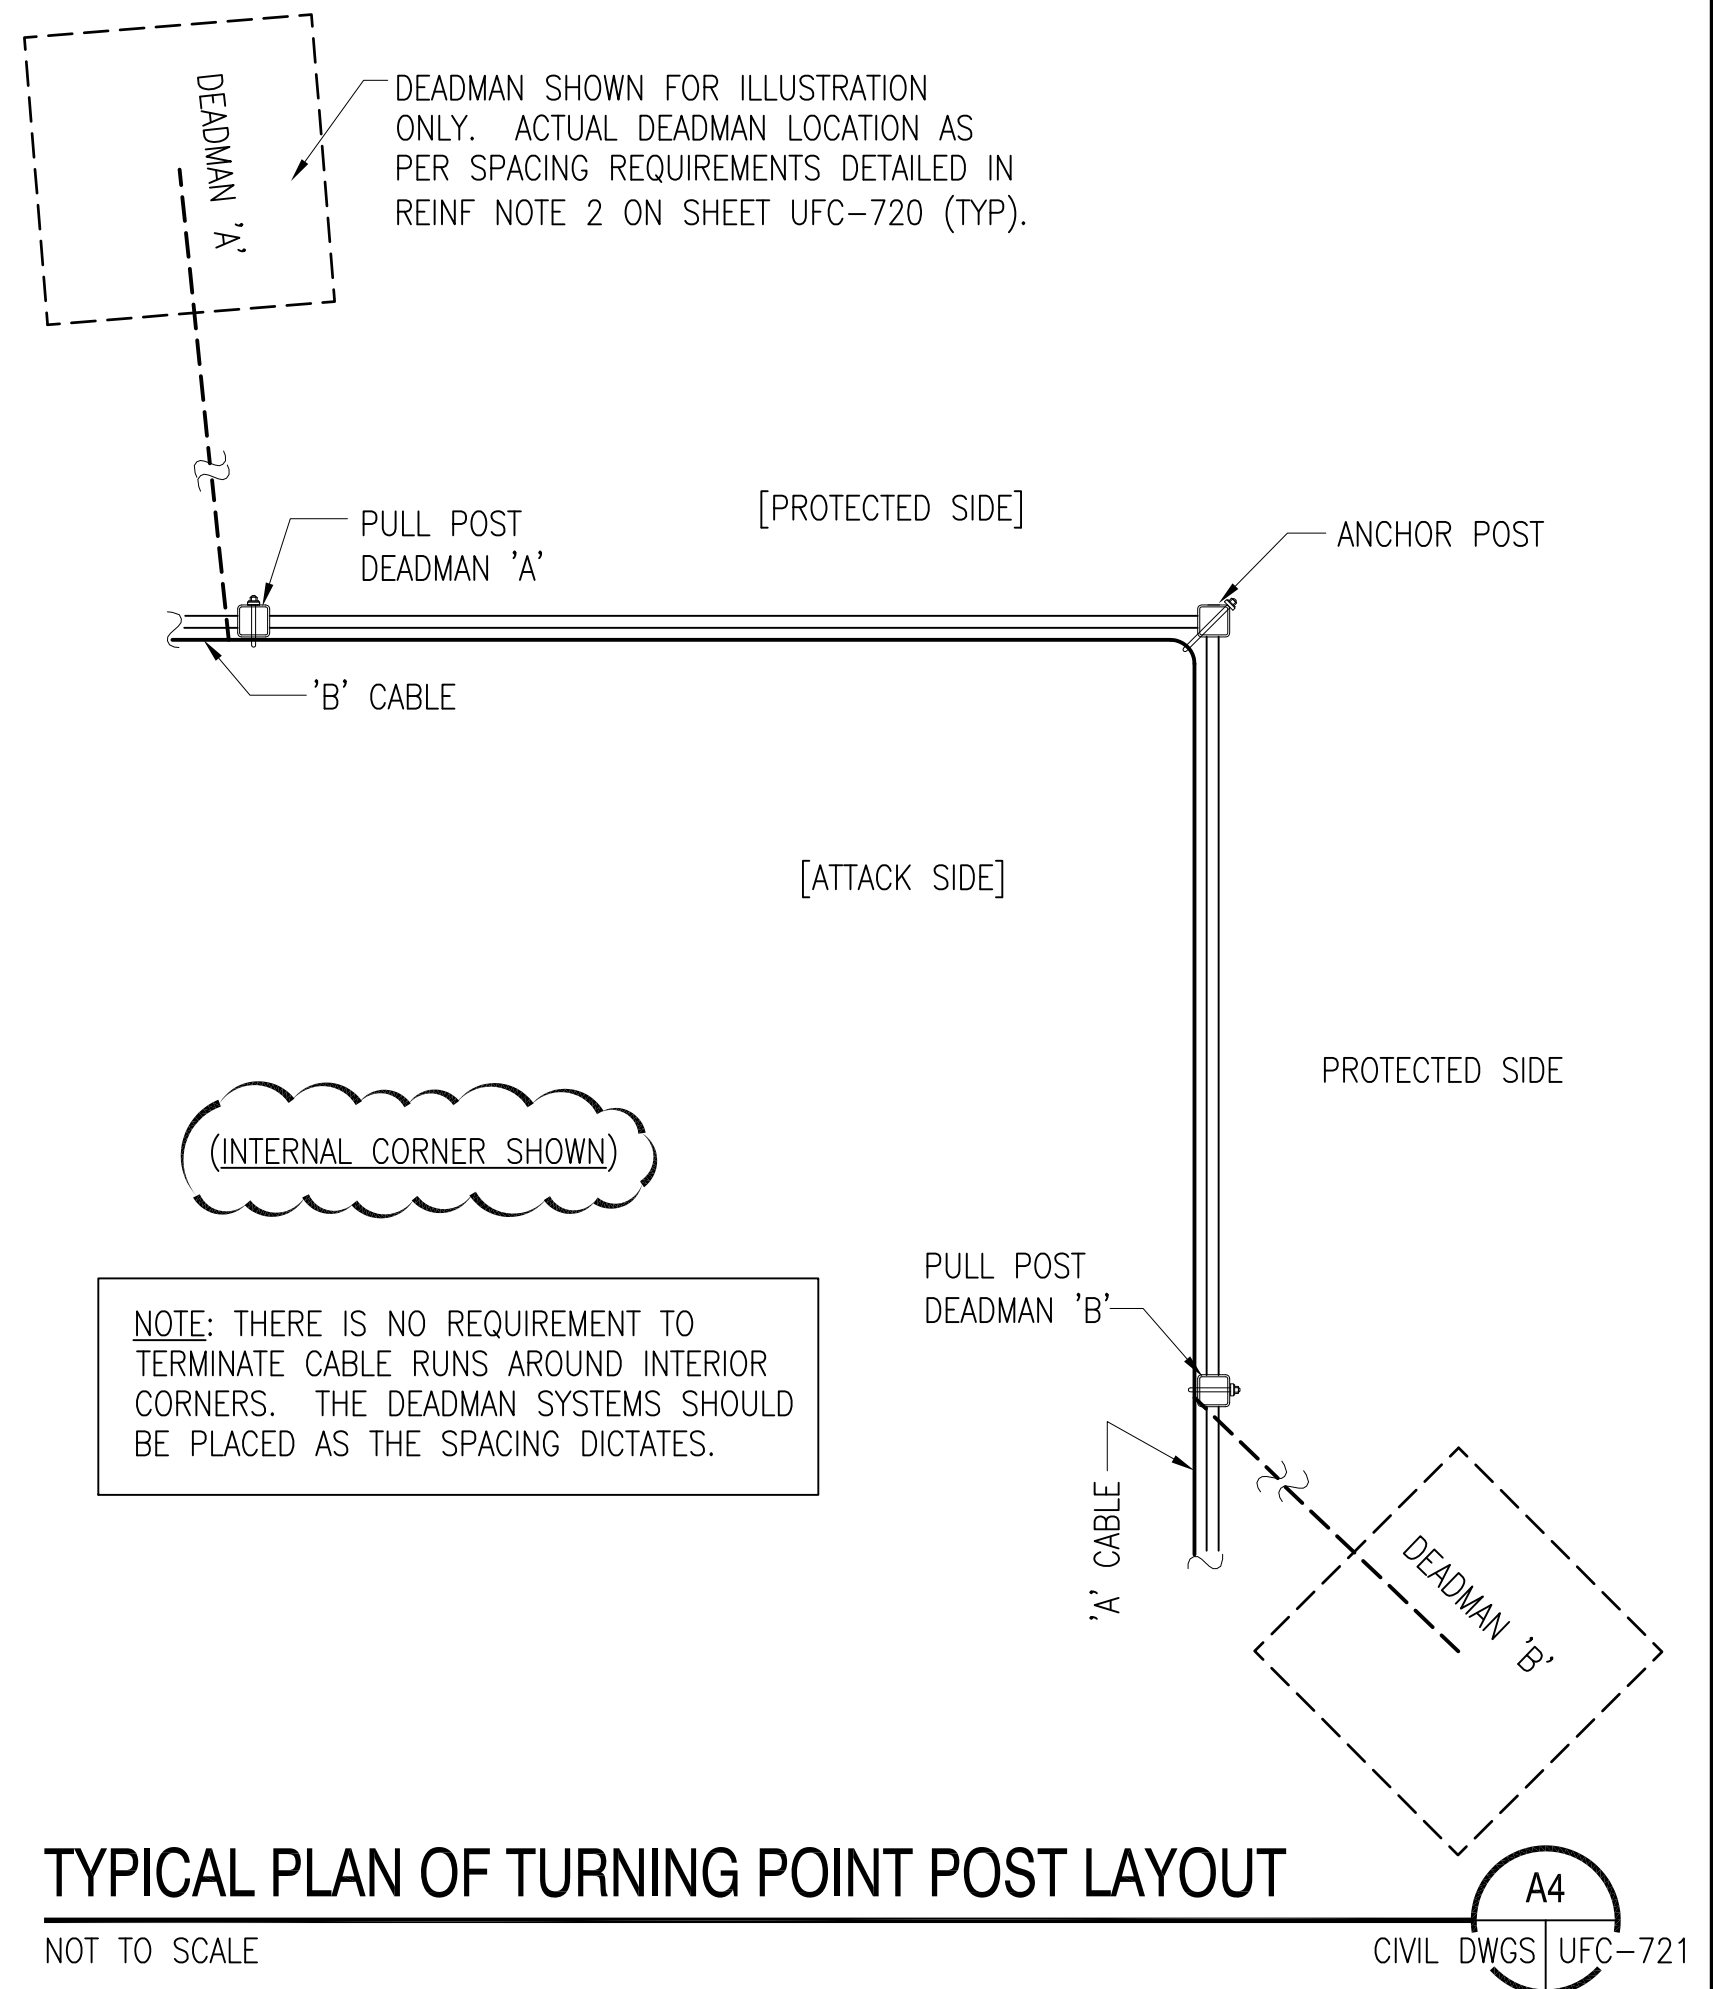 DEADMAN 'A'
DEADMAN SHOWN FOR ILLUSTRATION
ONLY. ACTUAL DEADMAN LOCATION AS
PER SPACING REQUIREMENTS DETAILED IN
REINF NOTE 2 ON SHEET UFC-720 (TYP).
[PROTECTED SIDE]
PULL POST
DEADMAN 'A'
ANCHOR POST
'B' CABLE
[ATTACK SIDE]
PROTECTED SIDE
(INTERNAL CORNER SHOWN)
PULL POST
DEADMAN 'B'
NOTE: THERE IS NO REQUIREMENT TO
TERMINATE CABLE RUNS AROUND INTERIOR
CORNERS. THE DEADMAN SYSTEMS SHOULD
BE PLACED AS THE SPACING DICTATES.
'A' CABLE
DEADMAN 'B'
TYPICAL PLAN OF TURNING POINT POST LAYOUT
A4
NOT TO SCALE
CIVIL DWGS UFC-721